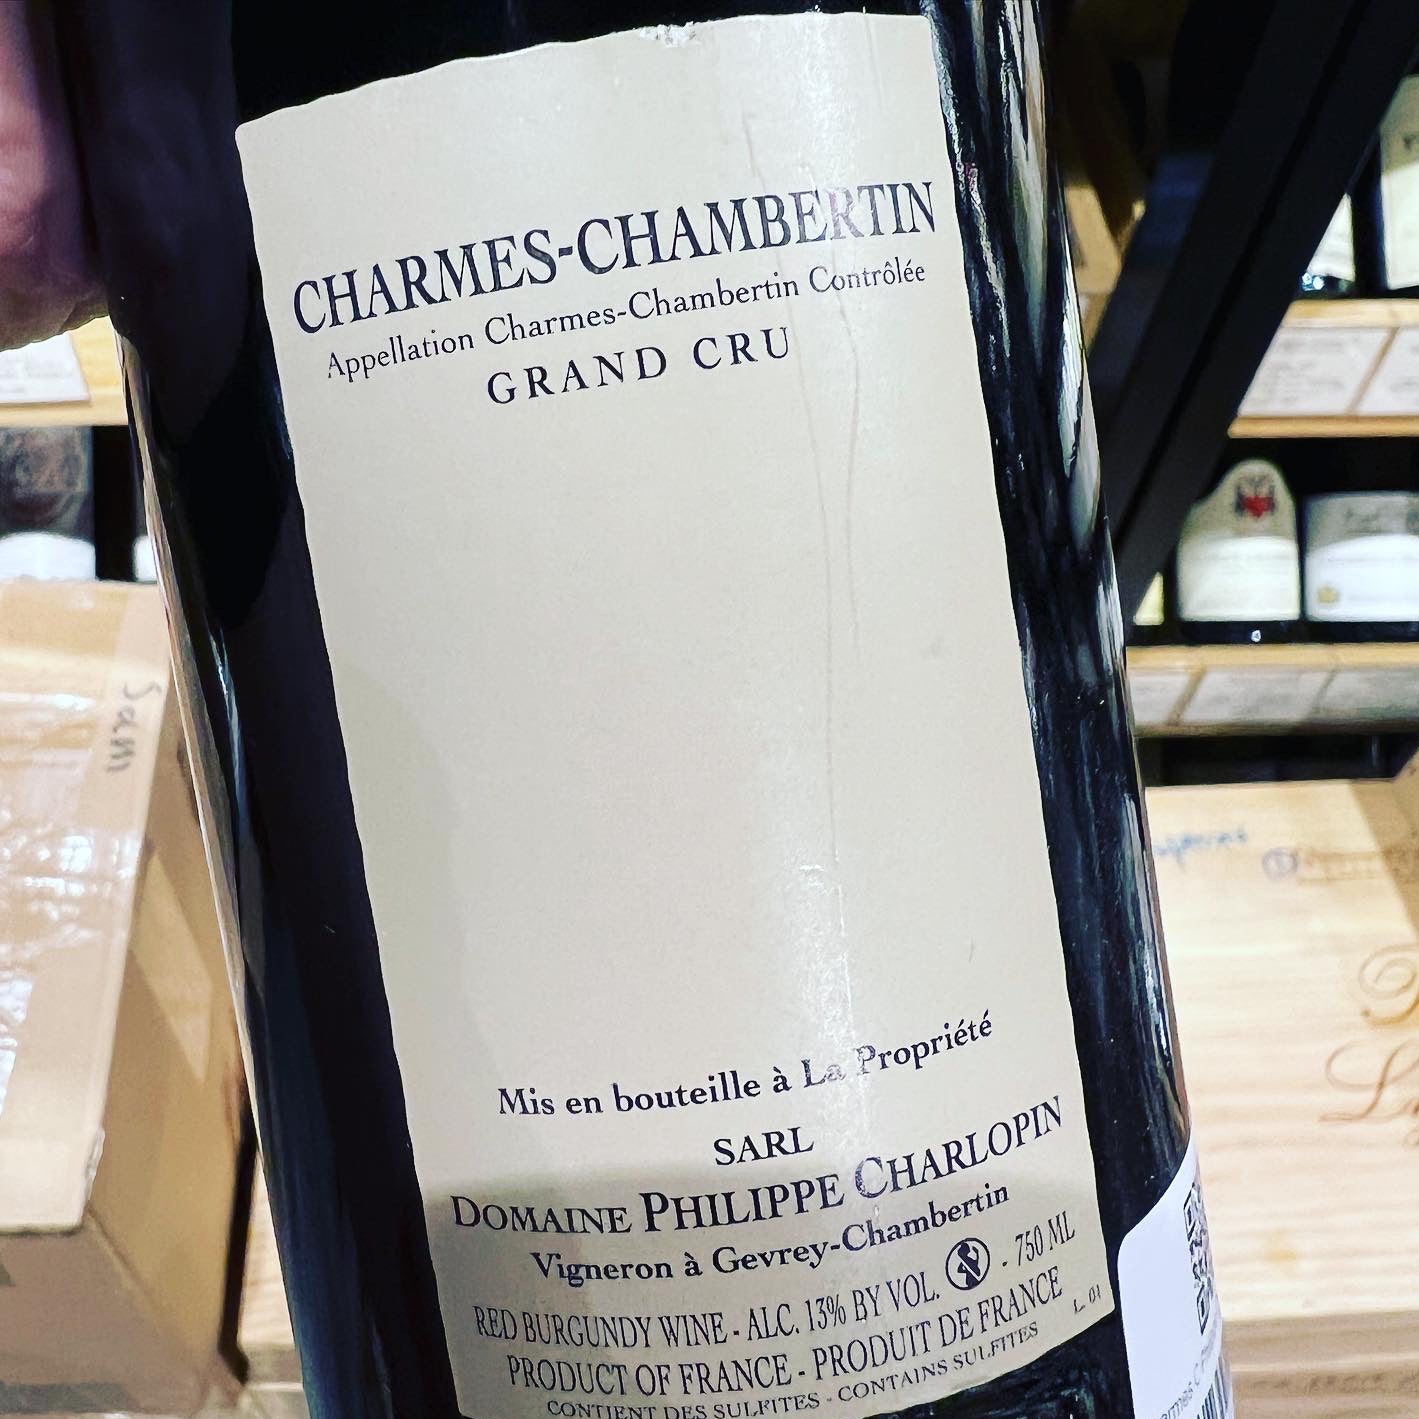 CHARMES-CHAMBERTIN
Appellation Charmes-Chambertin Contrôlée
GRAND CRU
Mis en bouteille à La Propriété
SARL
DOMAINE PHILIPPE CHARLOPIN
Vigneron à Gevrey-Chambertin
RED BURGUNDY WINE - ALC. 13% BY VOL. - 750 ML
PRODUCT OF FRANCE - PRODUIT DE FRANCE
L. 01
CONTIENT DES SULFITES - CONTAINS SULFITES